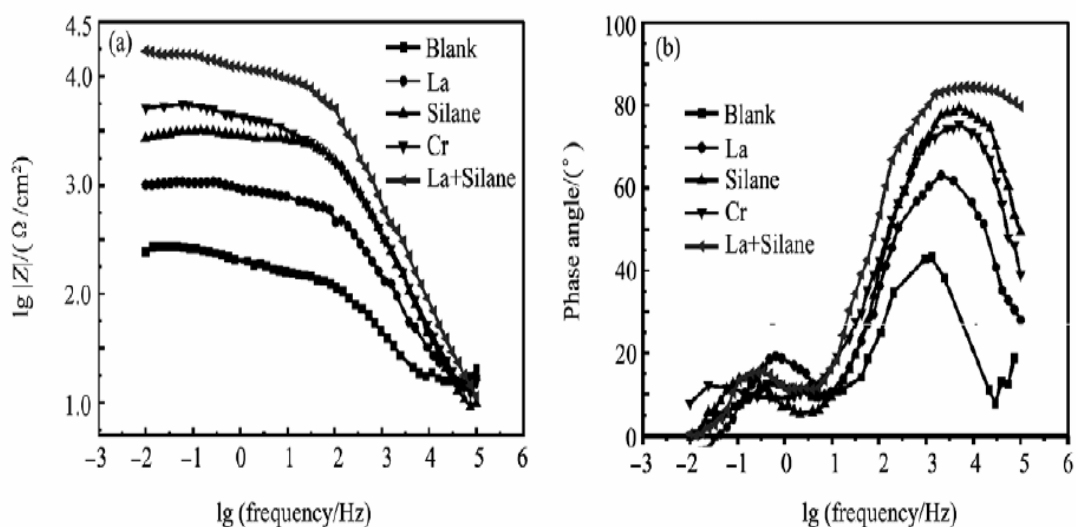 (a)
4.5
4.0
3.0
2.0
1.0
Blank
La
Silane
Cr
La+Silane
lg |Z|/(Ω/cm²)
−3 −2 −1 0 1 2 3 4 5 6
lg (frequency/Hz)
(b)
100
80
60
40
20
0
Blank
La
Silane
Cr
La+Silane
Phase angle/(°)
−3 −2 −1 0 1 2 3 4 5 6
lg (frequency/Hz)